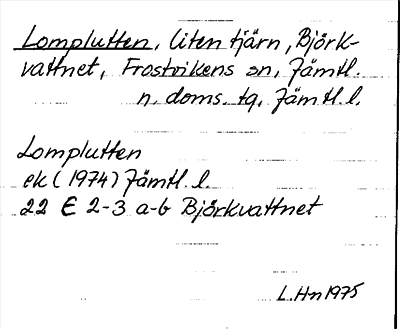 Lomplutten, liten tjärn, Björk-
vattnet, Frostvikens sn, Jämtl.
n. doms. tg, Jämtl. l.
Lomplutten
ek (1974) Jämtl. l.
22 E 2-3 a-b Björkvattnet
L. Hn 1975